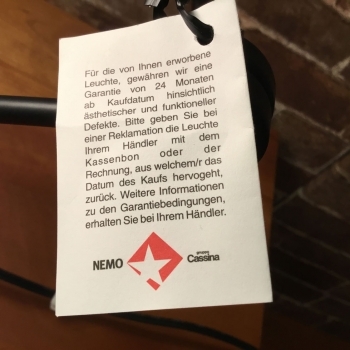 Für die von Ihnen erworbene
Leuchte, gewähren wir eine
Garantie von 24 Monaten
ab Kaufdatum hinsichtlich
ästhetischer und funktioneller
Defekte. Bitte geben Sie bei
einer Reklamation die Leuchte
Ihrem Händler mit dem
Kassenbon oder der
Rechnung, aus welchem/r das
Datum des Kaufs hervogeht,
zurück. Weitere Informationen
zu den Garantiebedingungen,
erhalten Sie bei Ihrem Händler.
NEMO
gruppo
Cassina